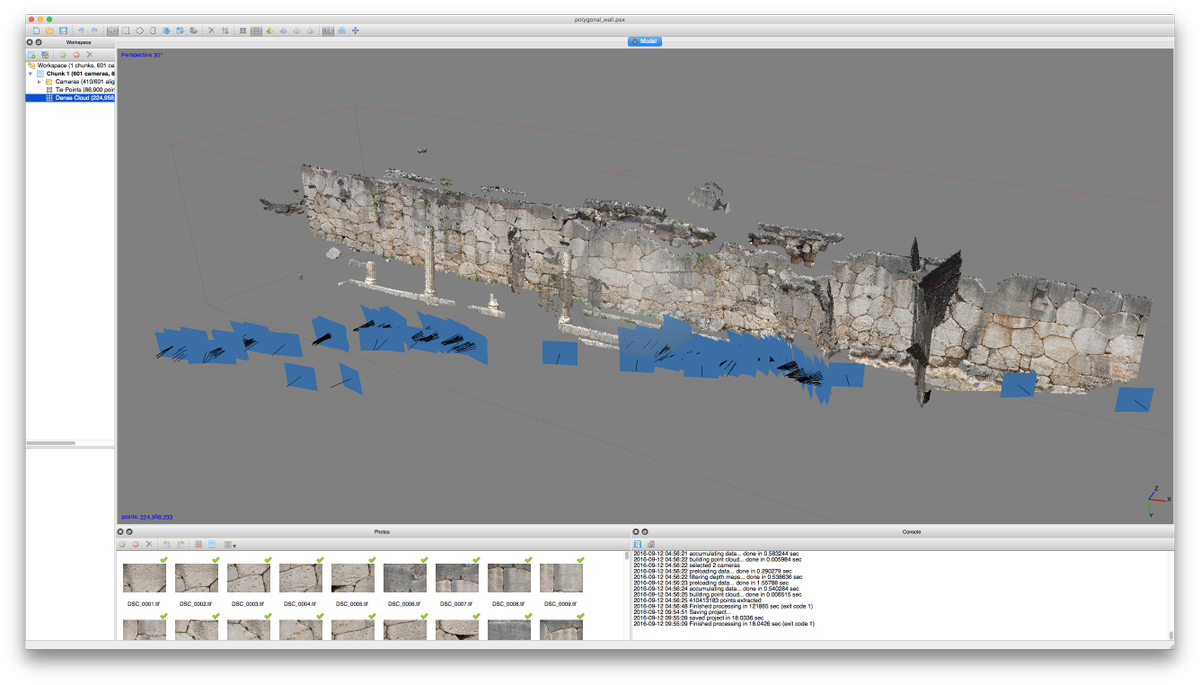 polygonal_wall.psx
Workspace
Model
Perspective 30°
Workspace (1 chunks, 601 ca
Chunk 1 (601 cameras, 8
Cameras (410/601 alig
Tie Points (86,900 poin
Dense Cloud (224,958
Z
X
Y
points: 224,958,233
Photos
DSC_0001.tif
DSC_0002.tif
DSC_0003.tif
DSC_0004.tif
DSC_0005.tif
DSC_0006.tif
DSC_0007.tif
DSC_0008.tif
DSC_0009.tif
Console
2016-09-12 04:56:21 accumulating data... done in 0.583244 sec
2016-09-12 04:56:22 building point cloud... done in 0.005984 sec
2016-09-12 04:56:22 selected 2 cameras
2016-09-12 04:56:22 preloading data... done in 0.290279 sec
2016-09-12 04:56:22 filtering depth maps... done in 0.538636 sec
2016-09-12 04:56:23 preloading data... done in 1.55788 sec
2016-09-12 04:56:24 accumulating data... done in 0.540284 sec
2016-09-12 04:56:25 building point cloud... done in 0.006515 sec
2016-09-12 04:56:25 410413183 points extracted
2016-09-12 04:56:48 Finished processing in 121865 sec (exit code 1)
2016-09-12 09:54:51 Saving project...
2016-09-12 09:55:09 saved project in 18.0336 sec
2016-09-12 09:55:09 Finished processing in 18.0426 sec (exit code 1)